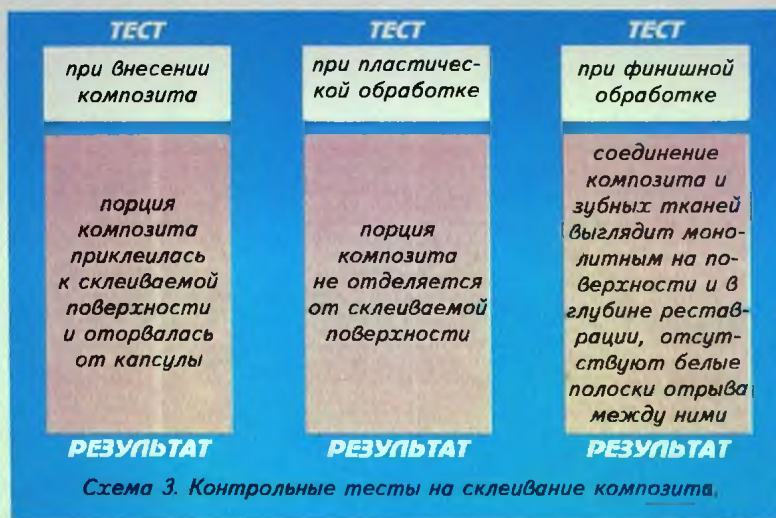 ТЕСТ
при внесении
композита
порция
композита
приклеилась
к склеиваемой
поверхности
и оторвалась
от капсулы
РЕЗУЛЬТАТ
ТЕСТ
при пластичес-
кой обработке
порция
композита
не отделяется
от склеиваемой
поверхности
РЕЗУЛЬТАТ
ТЕСТ
при финишной
обработке
соединение
композита и
зубных тканей
выглядит моно-
литным на по-
верхности и в
глубине рестав-
рации, отсут-
ствуют белые
полоски отрыва
между ними
РЕЗУЛЬТАТ
Схема 3. Контрольные тесты на склеивание композита.